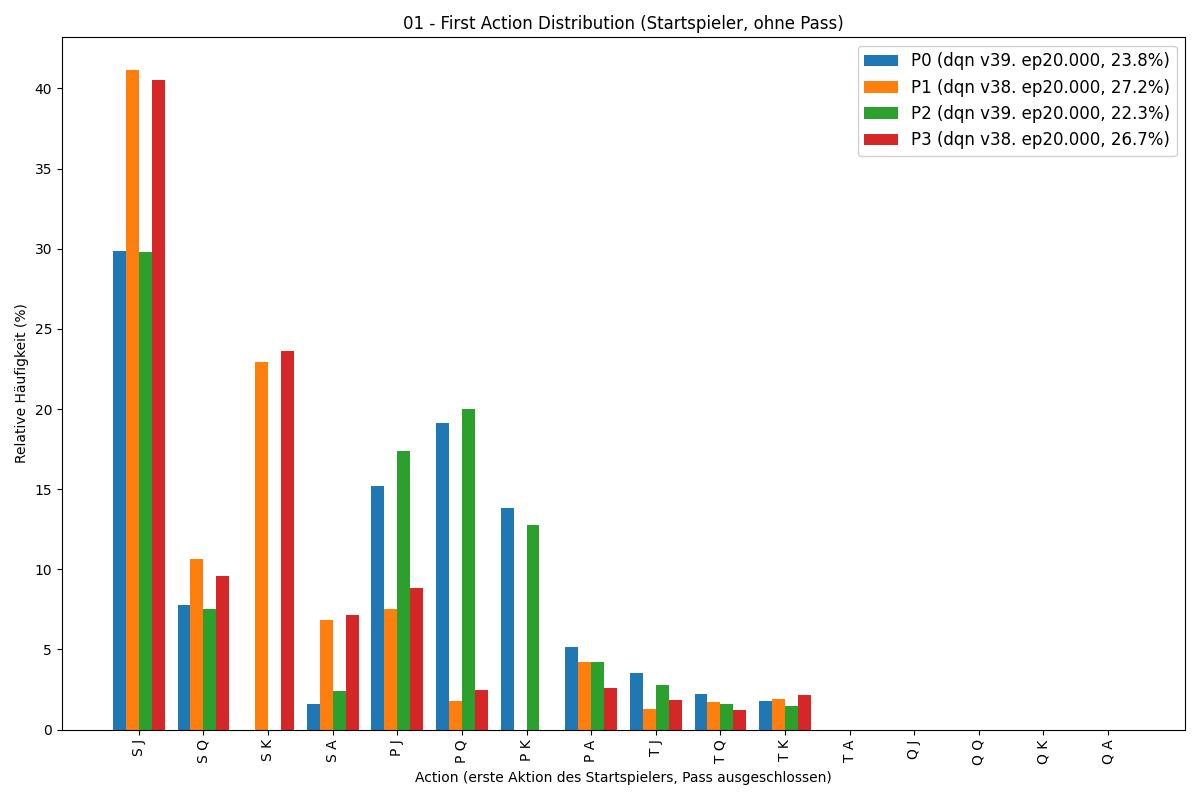 01 - First Action Distribution (Startspieler, ohne Pass)
P0 (dqn v39. ep20.000, 23.8%)
P1 (dqn v38. ep20.000, 27.2%)
P2 (dqn v39. ep20.000, 22.3%)
P3 (dqn v38. ep20.000, 26.7%)
Relative Häufigkeit (%)
40
35
30
25
20
15
10
5
0
S J
S Q
S K
S A
P J
P Q
P K
P A
T J
T Q
T K
T A
Q J
Q Q
Q K
Q A
Action (erste Aktion des Startspielers, Pass ausgeschlossen)